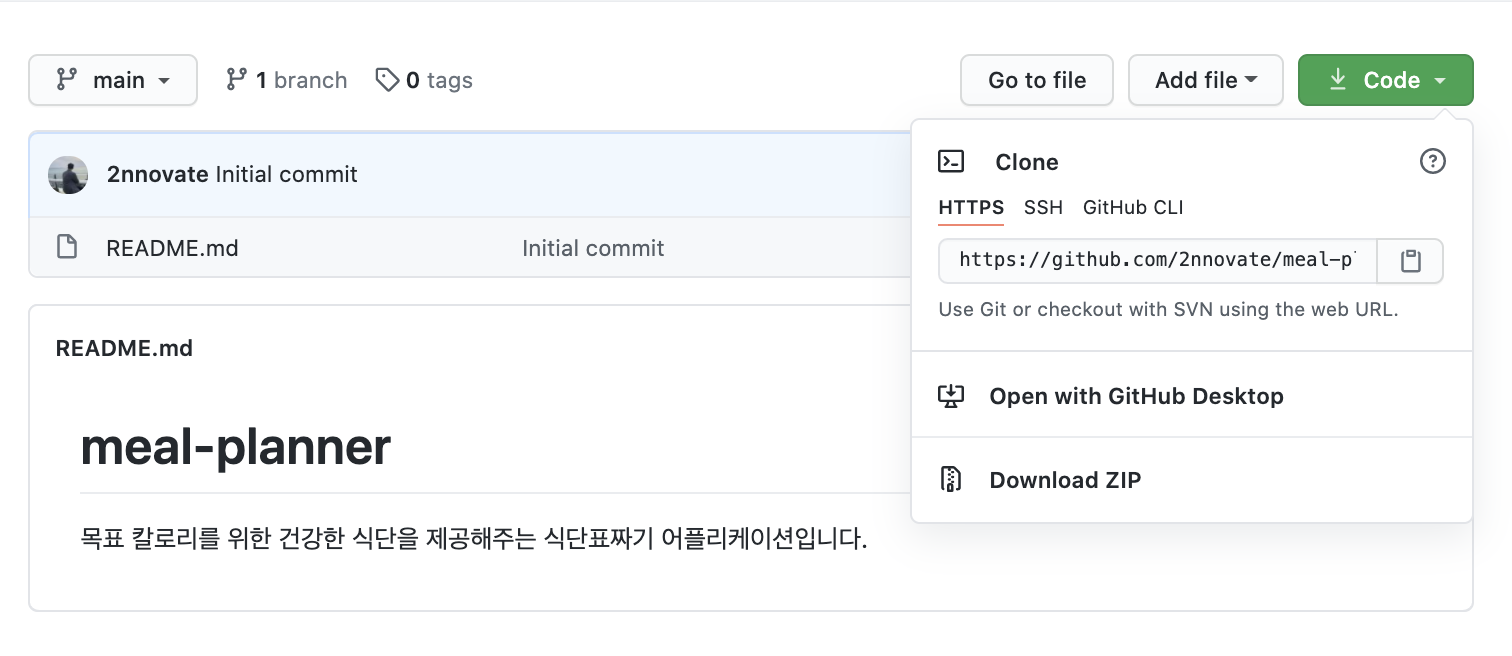 main 1 branch 0 tags Go to file Add file Code
2nnovate Initial commit
README.md Initial commit
Clone
HTTPS SSH GitHub CLI
https://github.com/2nnovate/meal-p
Use Git or checkout with SVN using the web URL.
Open with GitHub Desktop
Download ZIP
README.md
meal-planner
목표 칼로리를 위한 건강한 식단을 제공해주는 식단표짜기 어플리케이션입니다.